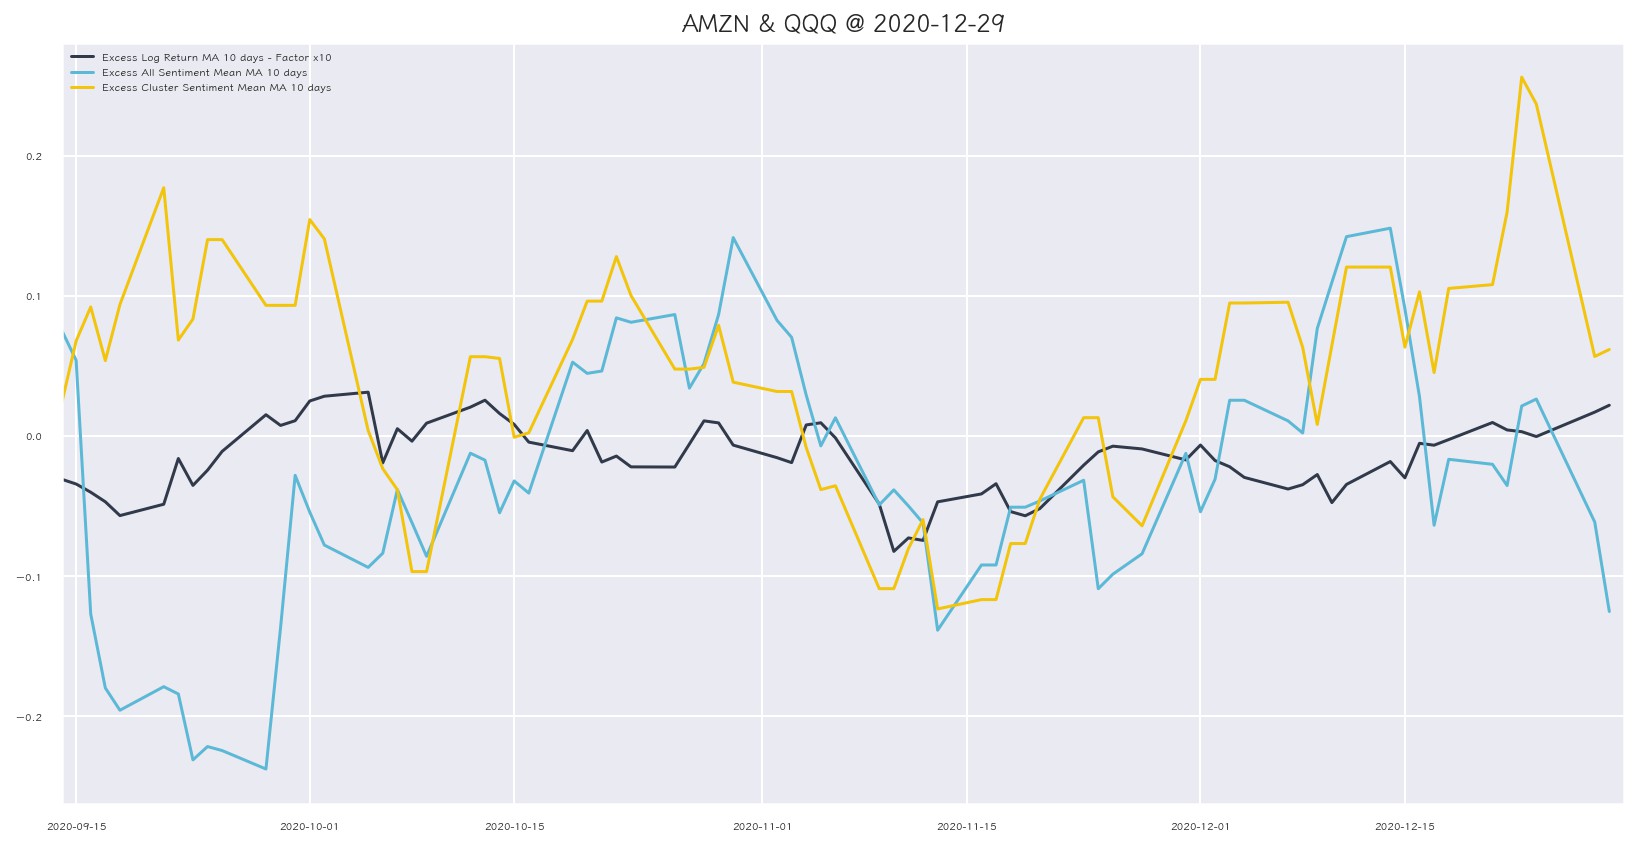 AMZN & QQQ @ 2020-12-29
Excess Log Return MA 10 days - Factor x10
Excess All Sentiment Mean MA 10 days
Excess Cluster Sentiment Mean MA 10 days
0.2
0.1
0.0
−0.1
−0.2
2020-09-15 2020-10-01 2020-10-15 2020-11-01 2020-11-15 2020-12-01 2020-12-15